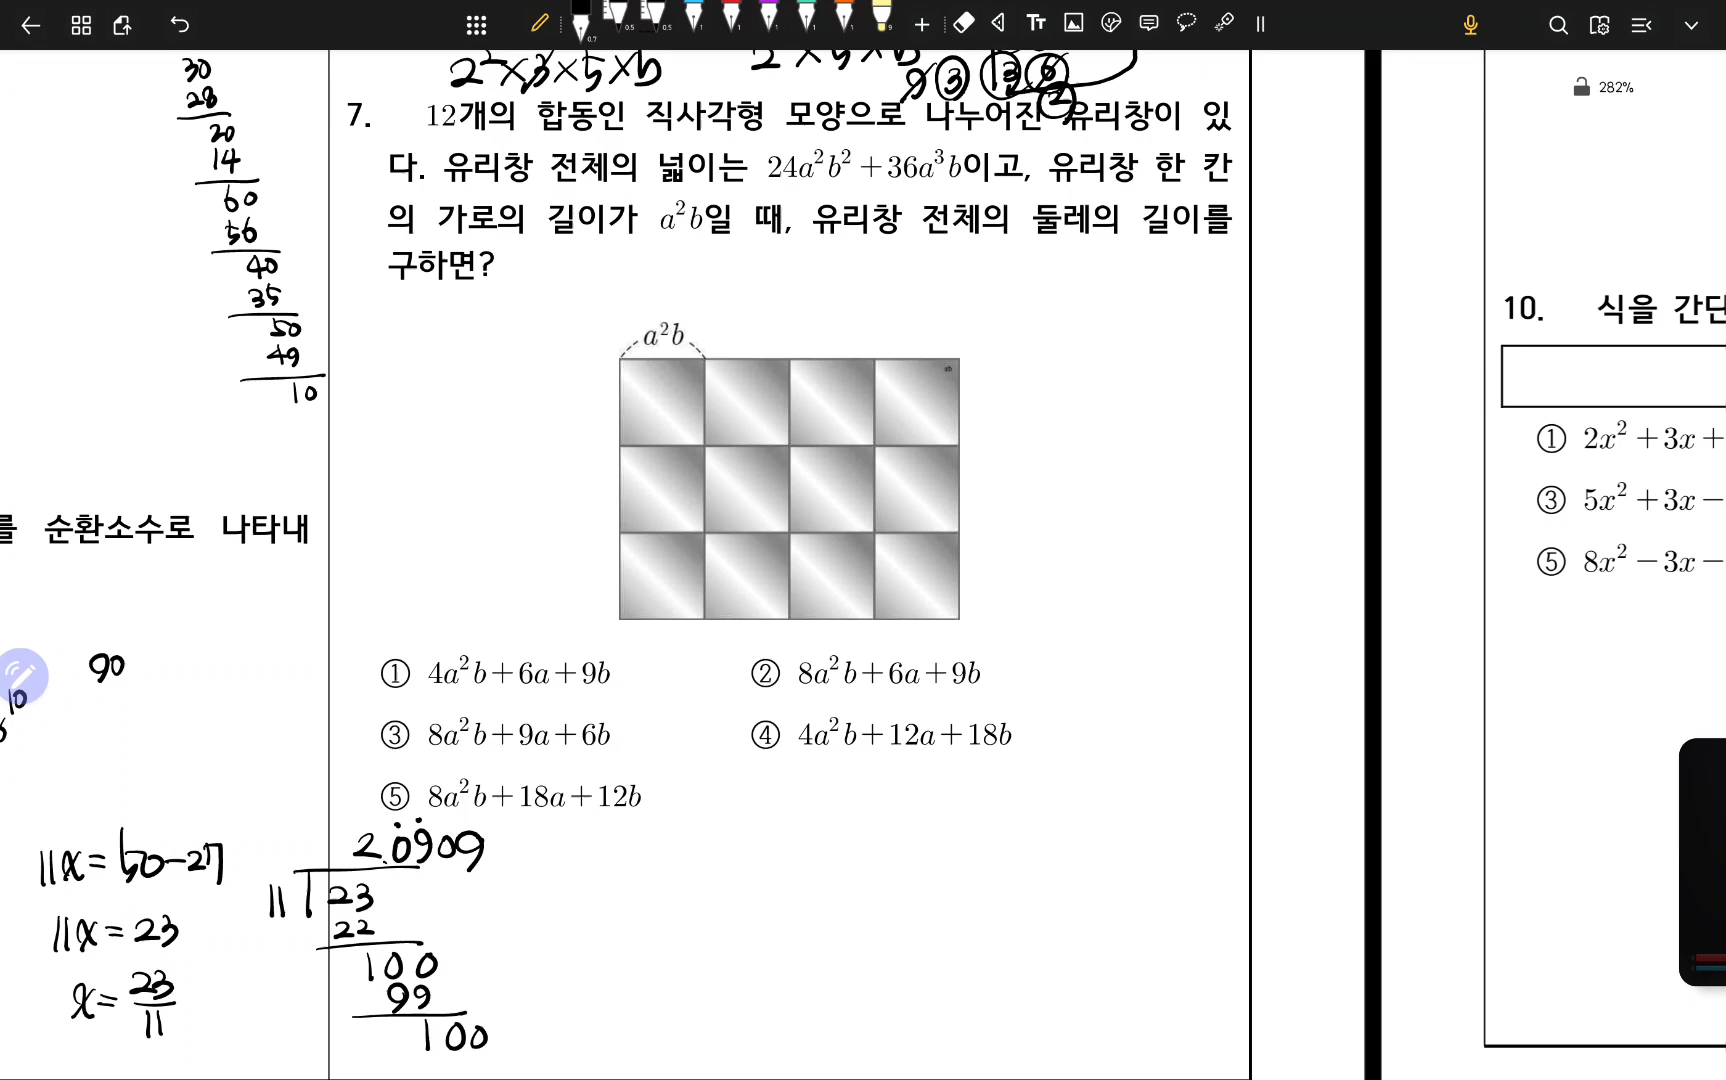 282%
30
28
20
14
60
56
40
35
50
49
10
를 순환소수로 나타내
90
10
11x = 50-27
11x = 23
x = 23/11
2²×3×5×b
7. 12개의 합동인 직사각형 모양으로 나누어진 유리창이 있
다. 유리창 전체의 넓이는 24a²b²+36a³b이고, 유리창 한 칸
의 가로의 길이가 a²b일 때, 유리창 전체의 둘레의 길이를
구하면?
a²b
① 4a²b+6a+9b
② 8a²b+6a+9b
③ 8a²b+9a+6b
④ 4a²b+12a+18b
⑤ 8a²b+18a+12b
2.0̇9̇09
11 23
22
100
99
100
10. 식을 간단
① 2x²+3x+
③ 5x²+3x−
⑤ 8x²−3x−